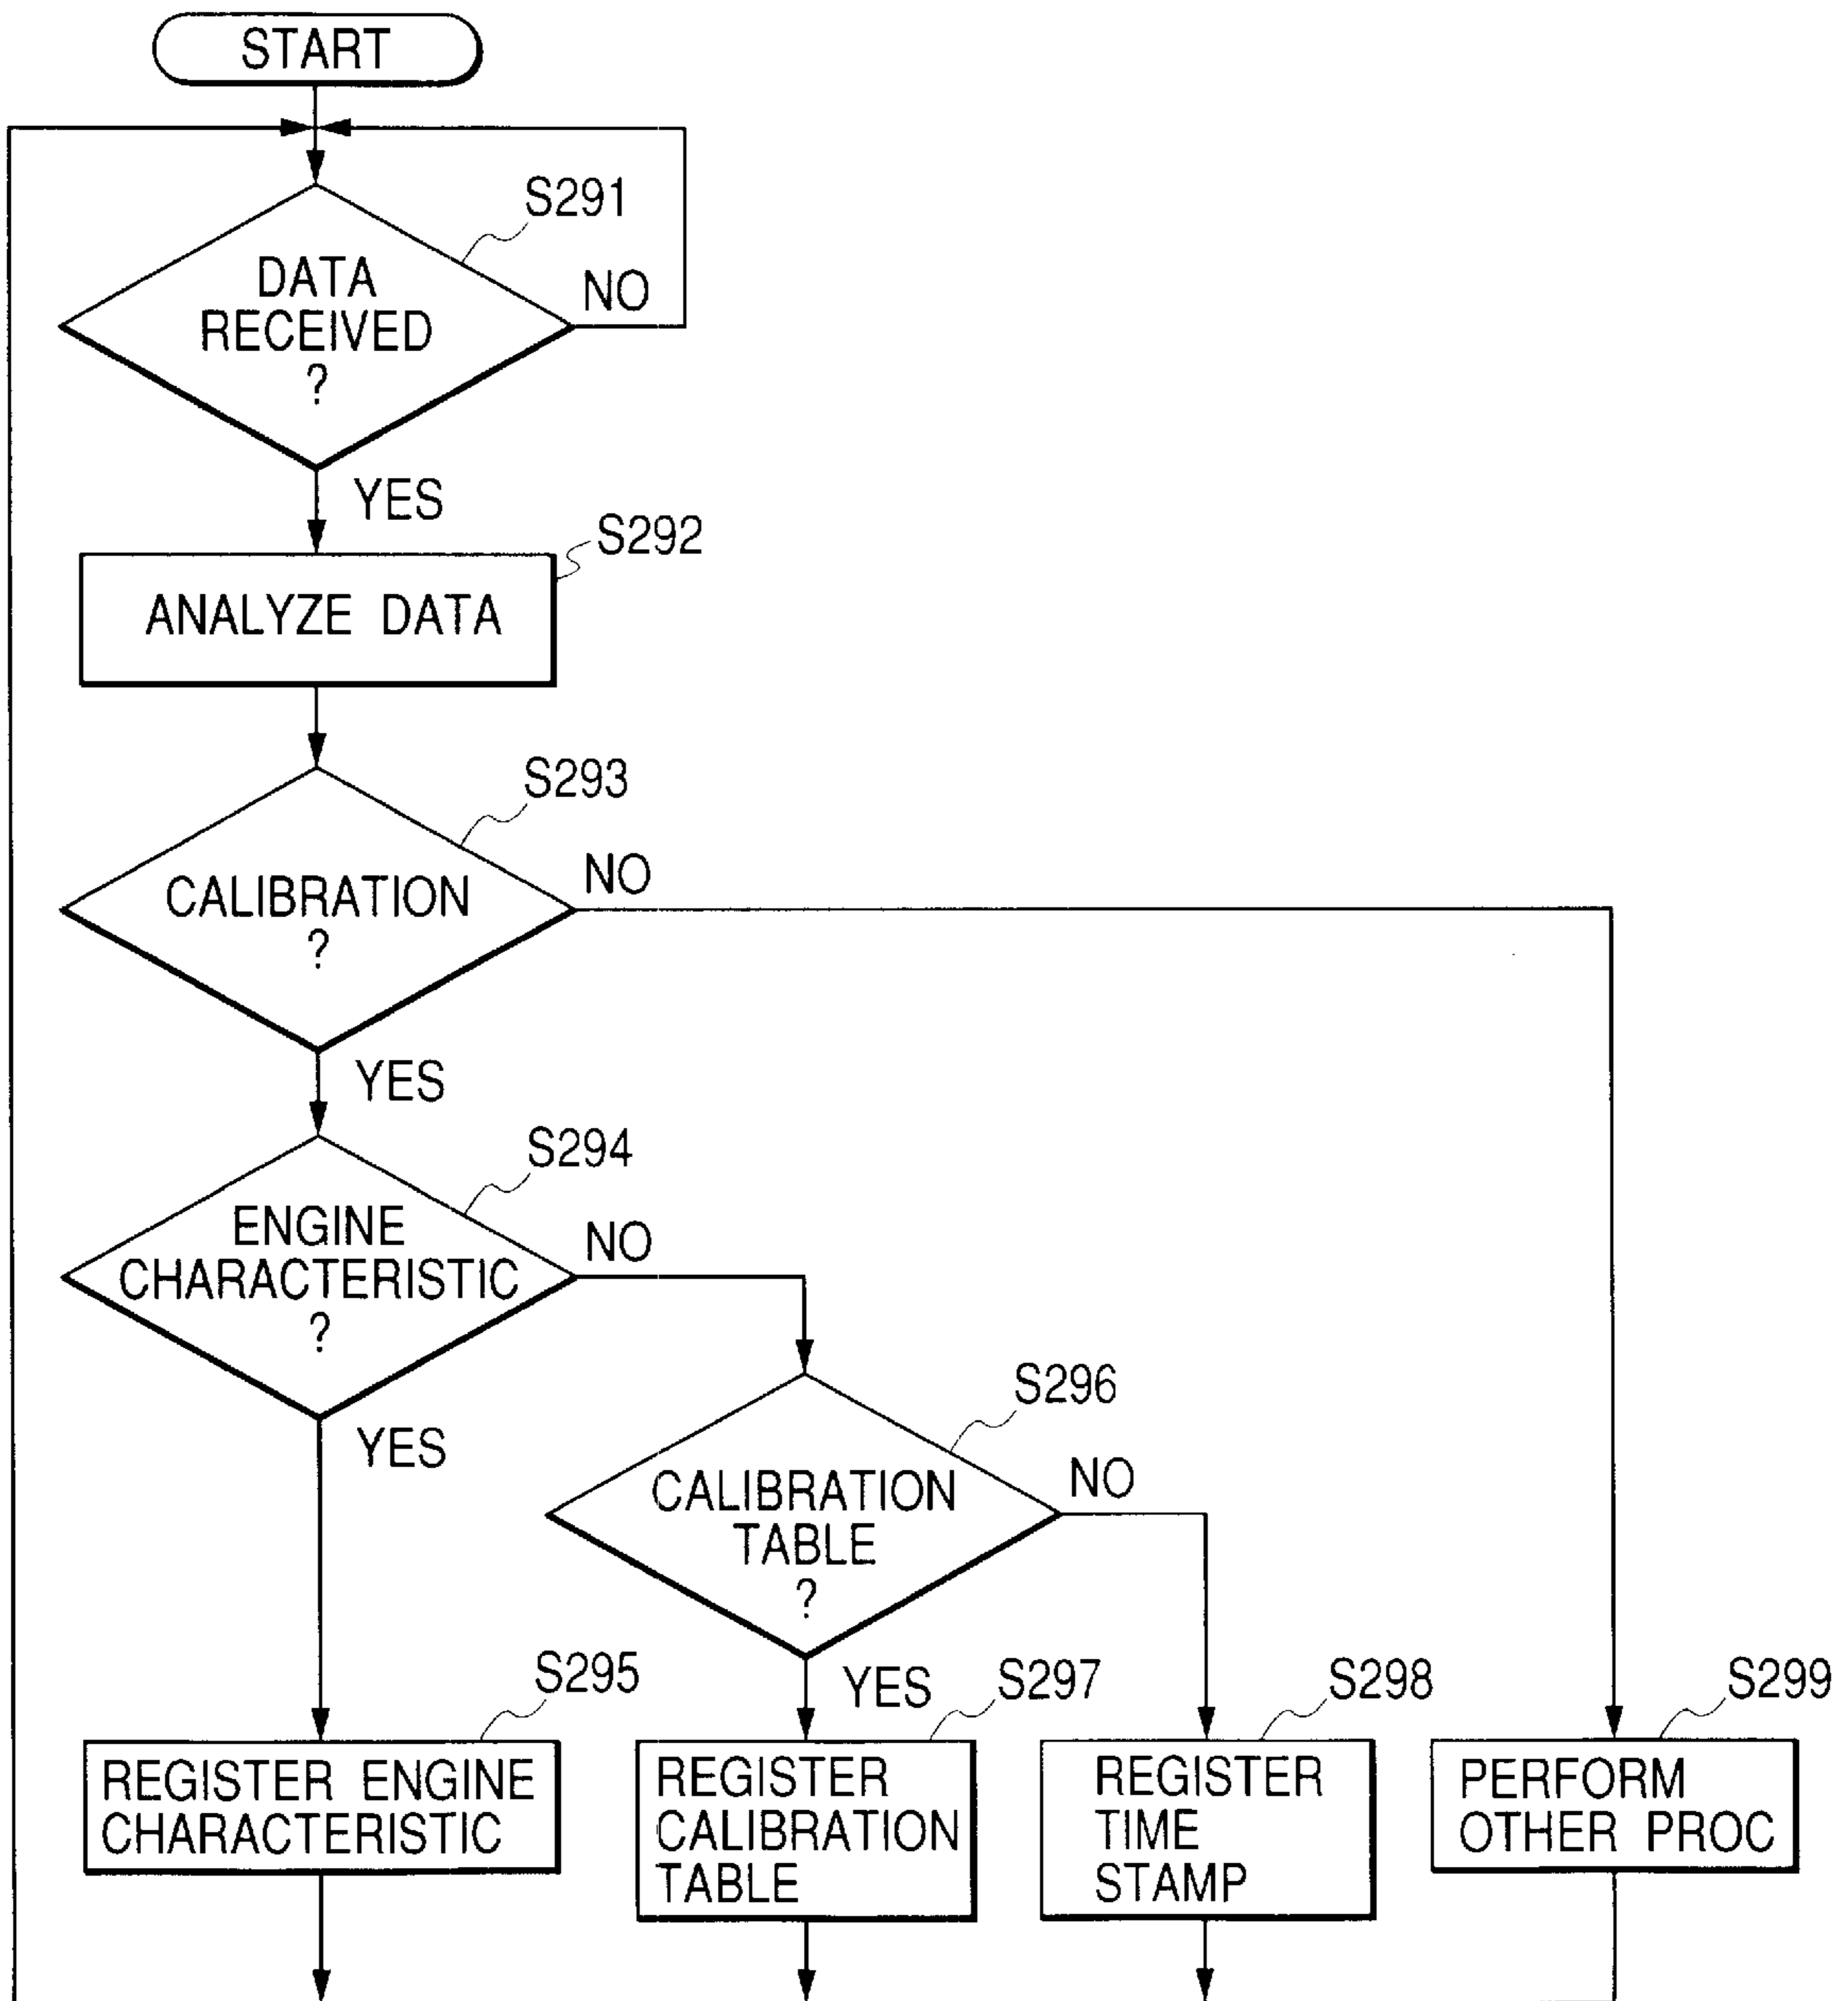 START
S291
DATA
RECEIVED
?
NO
YES
S292
ANALYZE DATA
S293
CALIBRATION
?
NO
YES
S294
ENGINE
CHARACTERISTIC
?
NO
YES
S296
CALIBRATION
TABLE
?
NO
YES
S295
REGISTER ENGINE
CHARACTERISTIC
S297
REGISTER
CALIBRATION
TABLE
S298
REGISTER
TIME
STAMP
S299
PERFORM
OTHER PROC